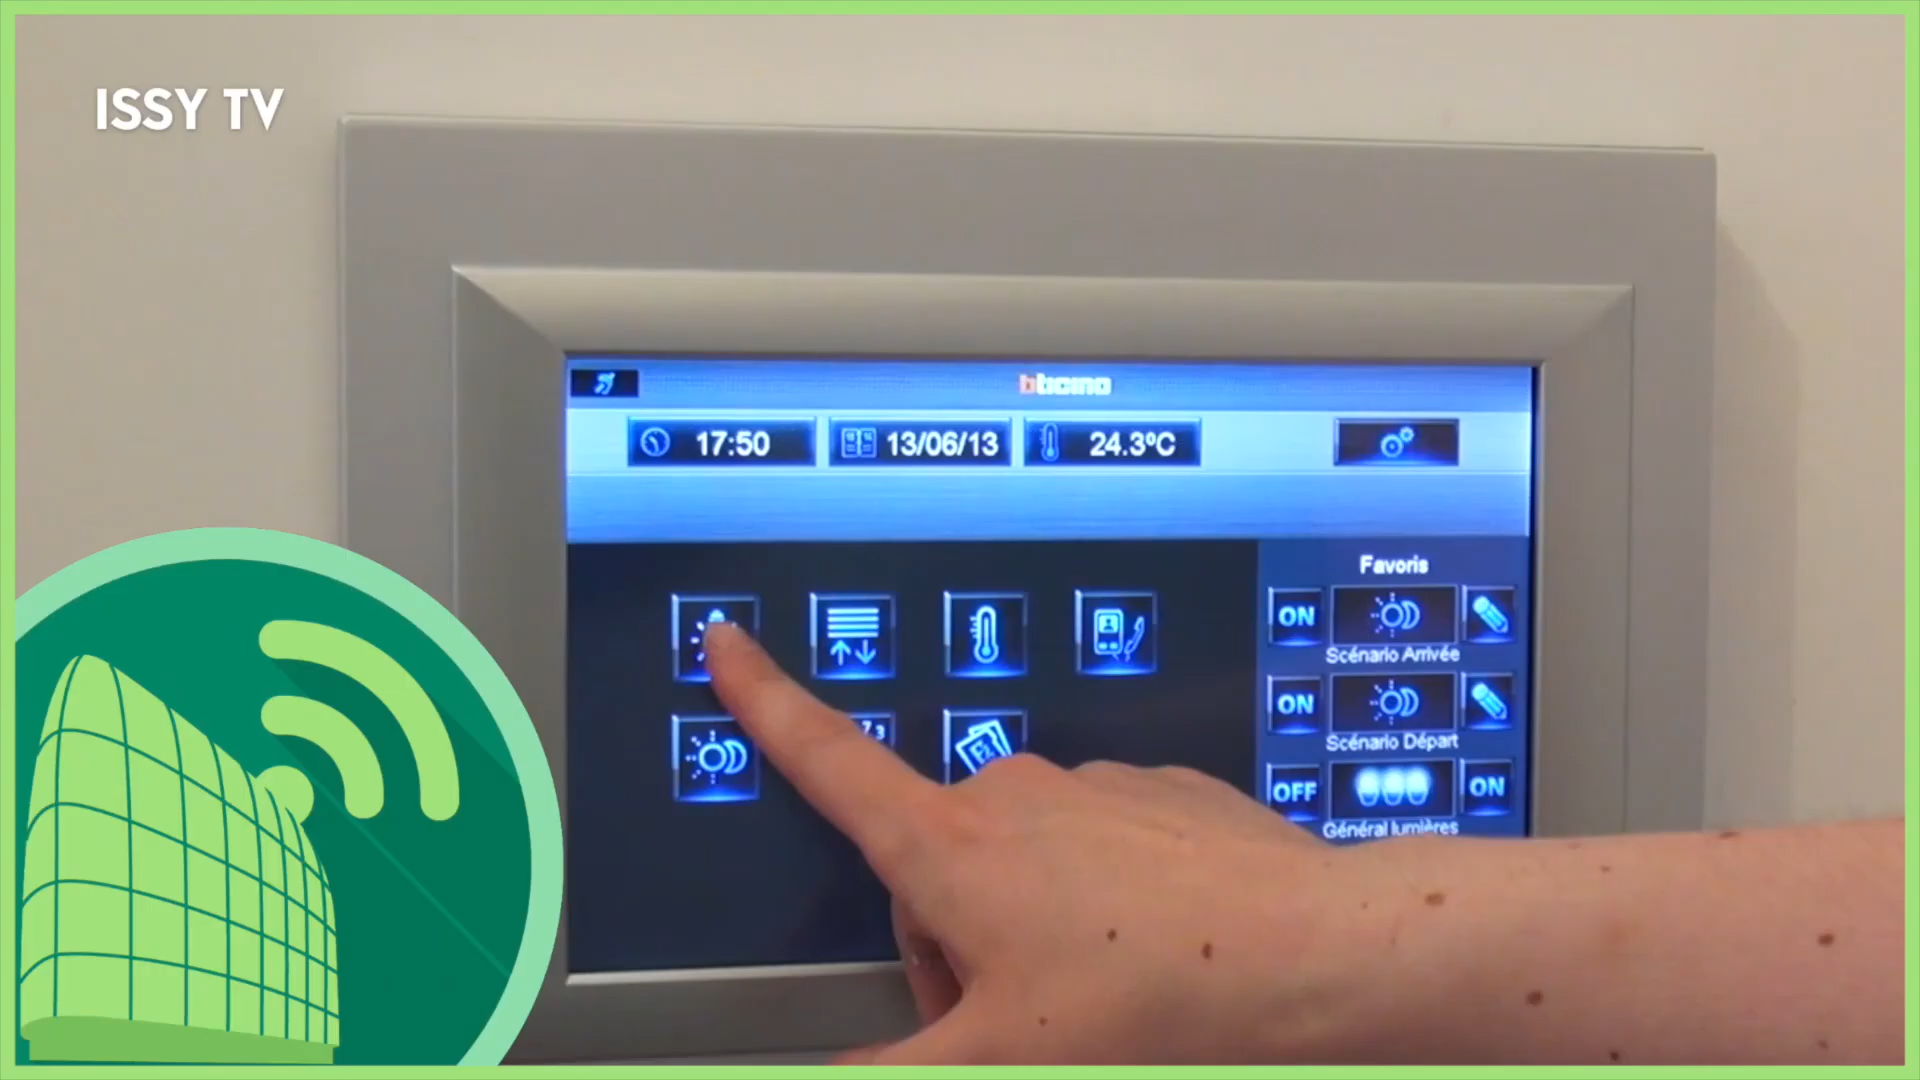 ISSY TV
bticino
17:50
13/06/13
24.3°C
Favoris
ON
Scénario Arrivée
ON
Scénario Départ
OFF
ON
Général lumières